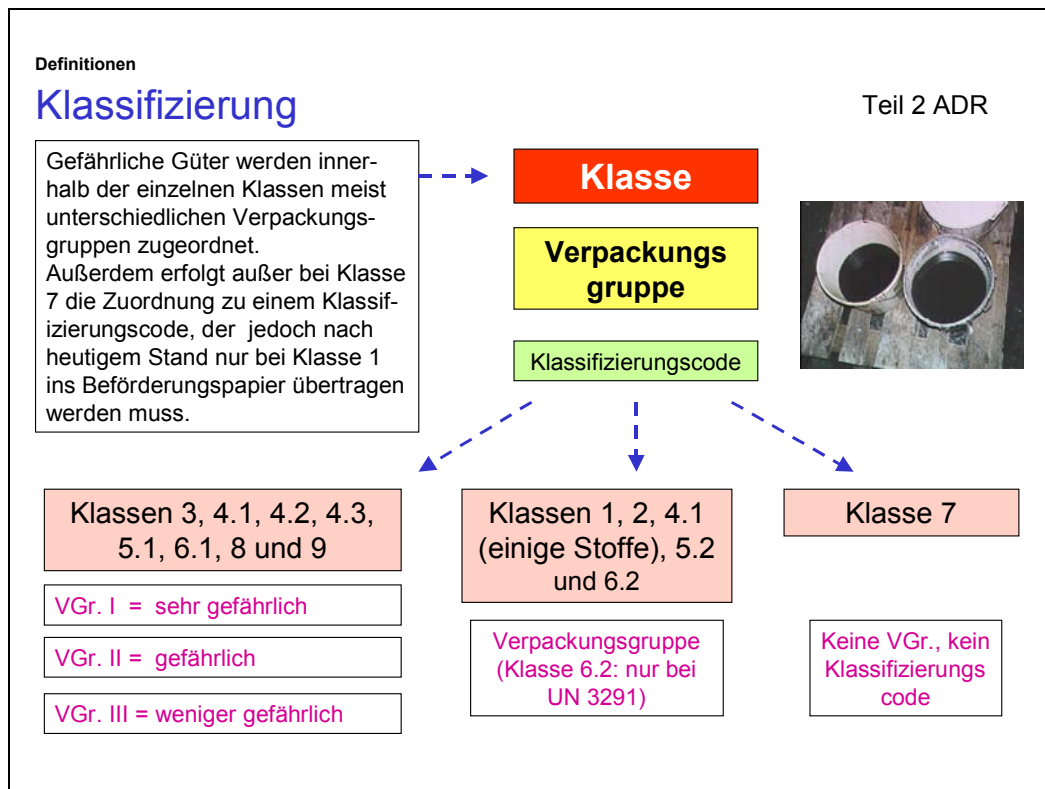 Definitionen
Klassifizierung
Teil 2 ADR
Gefährliche Güter werden inner-
halb der einzelnen Klassen meist
unterschiedlichen Verpackungs-
gruppen zugeordnet.
Außerdem erfolgt außer bei Klasse
7 die Zuordnung zu einem Klassif-
izierungscode, der jedoch nach
heutigem Stand nur bei Klasse 1
ins Beförderungspapier übertragen
werden muss.
Klasse
Verpackungs
gruppe
Klassifizierungscode
Klassen 3, 4.1, 4.2, 4.3,
5.1, 6.1, 8 und 9
VGr. I = sehr gefährlich
VGr. II = gefährlich
VGr. III = weniger gefährlich
Klassen 1, 2, 4.1
(einige Stoffe), 5.2
und 6.2
Verpackungsgruppe
(Klasse 6.2: nur bei
UN 3291)
Klasse 7
Keine VGr., kein
Klassifizierungs
code